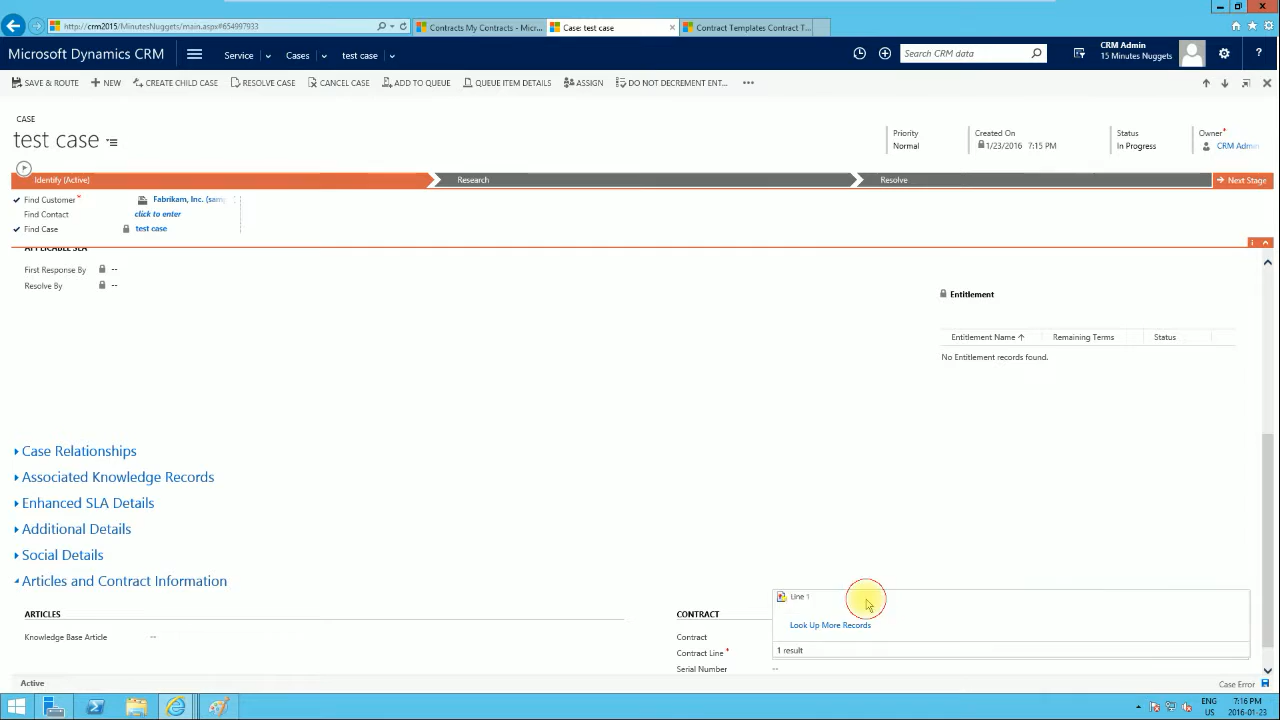 http://crm2015/MinutesNuggets/main.aspx#654997933
Contracts My Contracts - Micr...
Case: test case
Contract Templates Contract T...
Microsoft Dynamics CRM
Service
Cases
test case
Search CRM data
CRM Admin
15 Minutes Nuggets
SAVE & ROUTE
NEW
CREATE CHILD CASE
RESOLVE CASE
CANCEL CASE
ADD TO QUEUE
QUEUE ITEM DETAILS
ASSIGN
DO NOT DECREMENT ENT...
CASE
test case
Priority
Normal
Created On
1/23/2016 7:15 PM
Status
In Progress
Owner*
CRM Admin
Identify (Active)
Research
Resolve
Next Stage
Find Customer *
Fabrikam, Inc. (sam
Find Contact
click to enter
Find Case
test case
APPLICABLE SLA
First Response By
--
Resolve By
--
Entitlement
Entitlement Name
Remaining Terms
Status
No Entitlement records found.
Case Relationships
Associated Knowledge Records
Enhanced SLA Details
Additional Details
Social Details
Articles and Contract Information
ARTICLES
Knowledge Base Article
--
CONTRACT
Contract
Contract Line *
Serial Number
--
Line 1
Look Up More Records
1 result
Active
Case Error
ENG
US
7:16 PM
2016-01-23